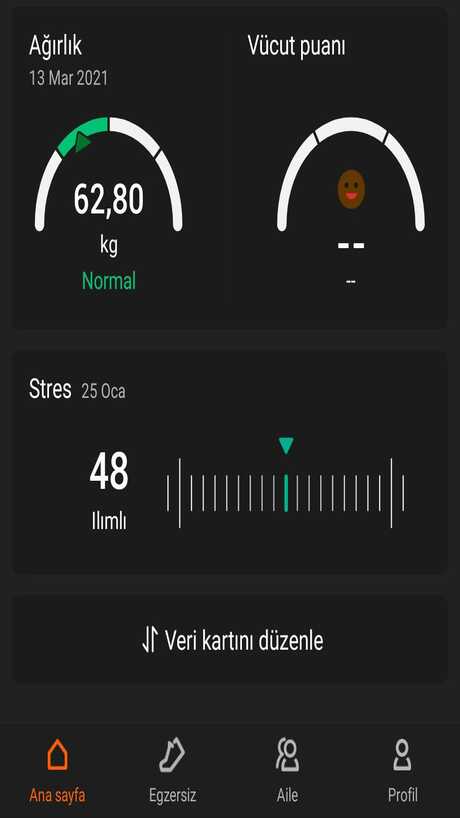 Ağırlık
13 Mar 2021
62,80
kg
Normal
Vücut puanı
--
--
Stres 25 Oca
48
Ilımlı
Veri kartını düzenle
Ana sayfa
Egzersiz
Aile
Profil